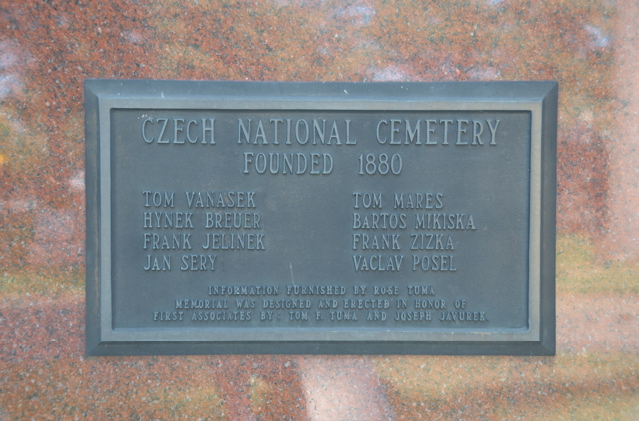 CZECH NATIONAL CEMETERY
FOUNDED 1880
TOM VANASEK
HYNEK BREUER
FRANK JELINEK
JAN SERY
TOM MARES
BARTOS MIKISKA
FRANK ZIZKA
VACLAV POSEL
INFORMATION FURNISHED BY ROSE TUMA
MEMORIAL WAS DESIGNED AND ERECTED IN HONOR OF
FIRST ASSOCIATES BY: TOM F. TUMA AND JOSEPH JAVUREK